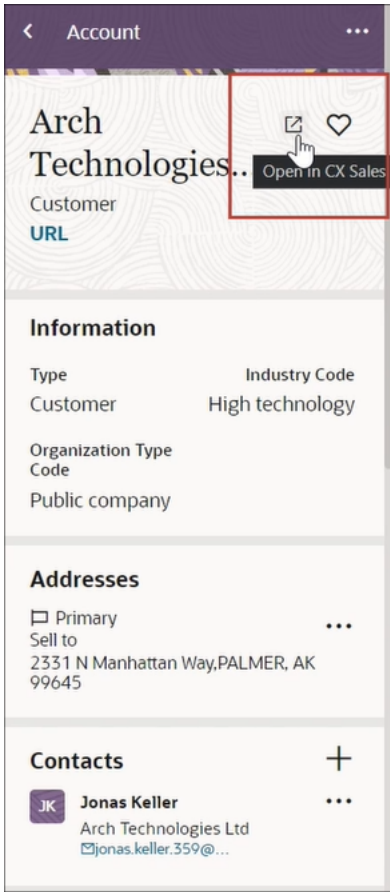 Account
Arch
Technologies..
Open in CX Sales
Customer
URL
Information
Type
Industry Code
Customer
High technology
Organization Type
Code
Public company
Addresses
Primary
Sell to
2331 N Manhattan Way,PALMER, AK
99645
Contacts
JK
Jonas Keller
Arch Technologies Ltd
jonas.keller.359@...